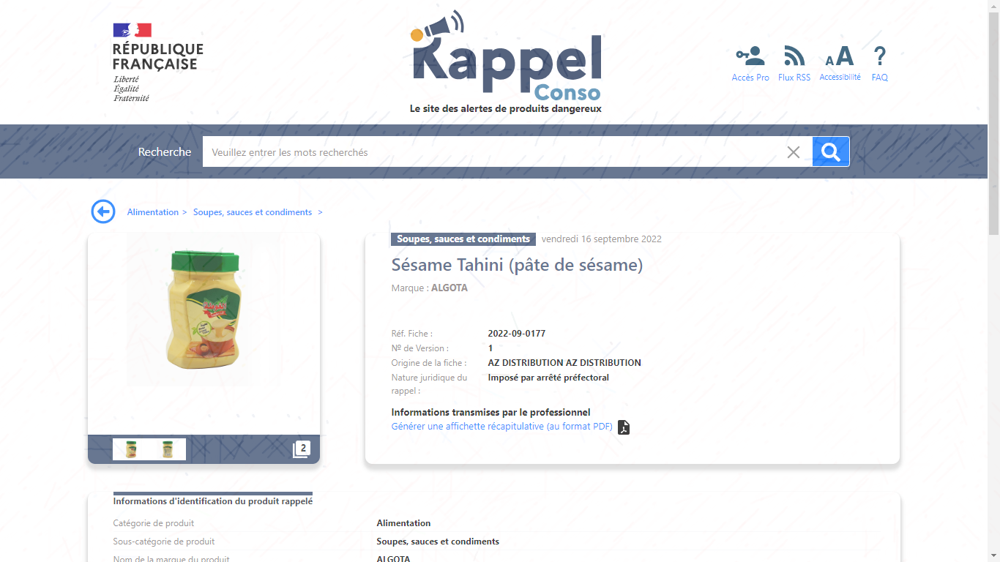 RÉPUBLIQUE
FRANÇAISE
Liberté
Égalité
Fraternité
Rappel
Conso
Le site des alertes de produits dangereux
Accès Pro
Flux RSS
AA
Accessibilité
?
FAQ
Recherche
Veuillez entrer les mots recherchés
Alimentation >
Soupes, sauces et condiments >
2
Soupes, sauces et condiments
vendredi 16 septembre 2022
Sésame Tahini (pâte de sésame)
Marque : ALGOTA
Réf. Fiche : 2022-09-0177
Nº de Version : 1
Origine de la fiche : AZ DISTRIBUTION AZ DISTRIBUTION
Nature juridique du rappel : Imposé par arrêté préfectoral
Informations transmises par le professionnel
Générer une affichette récapitulative (au format PDF)
Informations d'identification du produit rappelé
Catégorie de produit Alimentation
Sous-catégorie de produit Soupes, sauces et condiments
Nom de la marque du produit ALGOTA